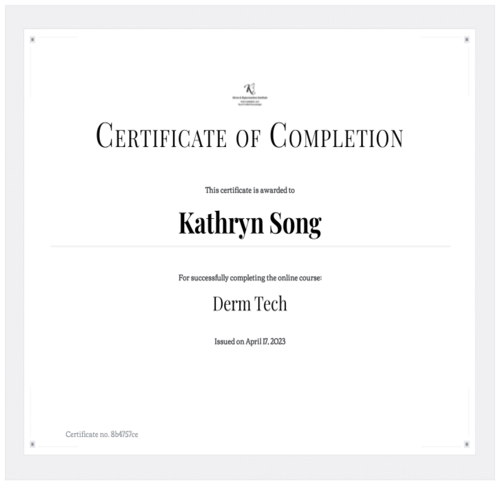 CERTIFICATE OF COMPLETION
This certificate is awarded to
Kathryn Song
For successfully completing the online course:
Derm Tech
Issued on April 17, 2023
Certificate no. 8b4757ce